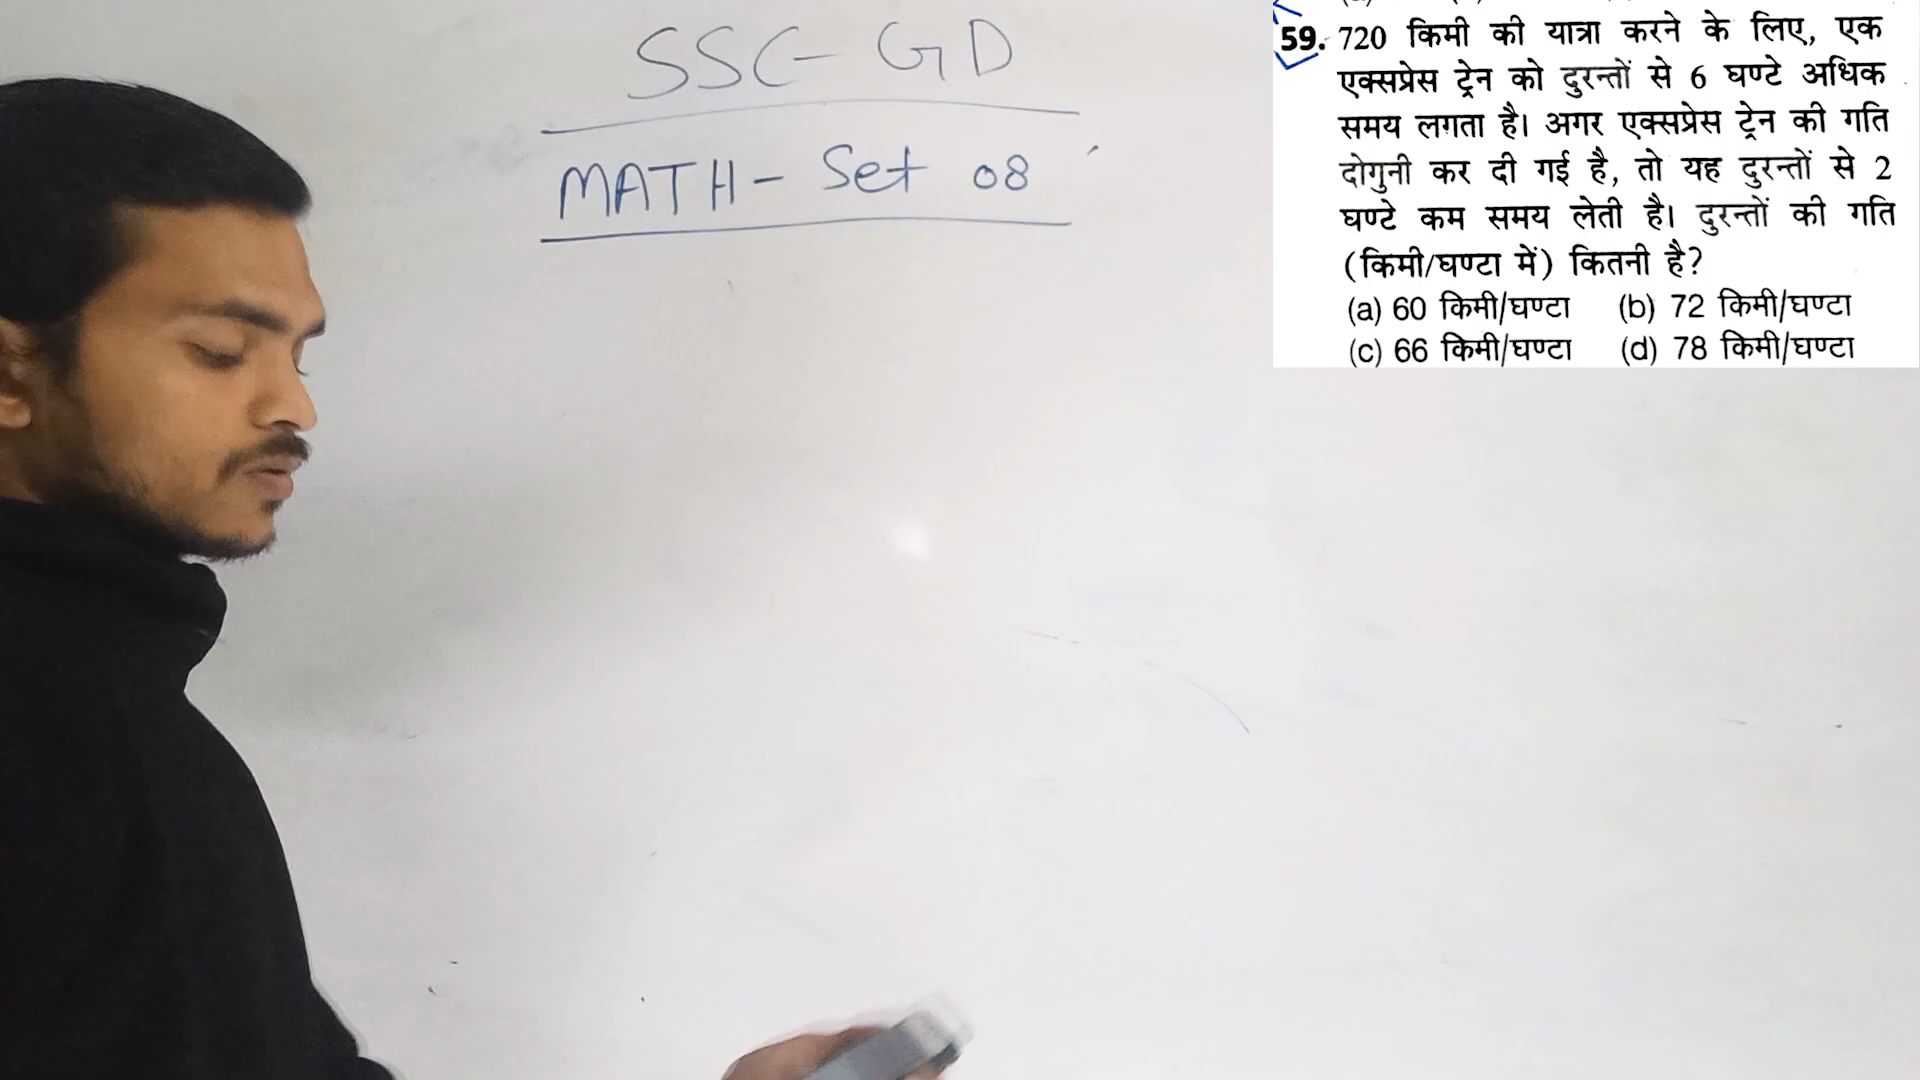 SSC-GD
MATH- Set 08
59. 720 किमी की यात्रा करने के लिए, एक
एक्सप्रेस ट्रेन को दुरन्तों से 6 घण्टे अधिक
समय लगता है। अगर एक्सप्रेस ट्रेन की गति
दोगुनी कर दी गई है, तो यह दुरन्तों से 2
घण्टे कम समय लेती है। दुरन्तों की गति
(किमी/घण्टा में) कितनी है?
(a) 60 किमी/घण्टा (b) 72 किमी/घण्टा
(c) 66 किमी/घण्टा (d) 78 किमी/घण्टा